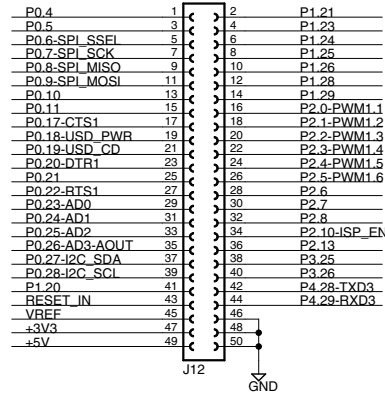 P0.4 1 2 P1.21
P0.5 3 4 P1.23
P0.6-SPI_SSEL 5 6 P1.24
P0.7-SPI_SCK 7 8 P1.25
P0.8-SPI_MISO 9 10 P1.26
P0.9-SPI_MOSI 11 12 P1.28
P0.10 13 14 P1.29
P0.11 15 16 P2.0-PWM1.1
P0.17-CTS1 17 18 P2.1-PWM1.2
P0.18-USD_PWR 19 20 P2.2-PWM1.3
P0.19-USD_CD 21 22 P2.3-PWM1.4
P0.20-DTR1 23 24 P2.4-PWM1.5
P0.21 25 26 P2.5-PWM1.6
P0.22-RTS1 27 28 P2.6
P0.23-AD0 29 30 P2.7
P0.24-AD1 31 32 P2.8
P0.25-AD2 33 34 P2.10-ISP_EN
P0.26-AD3-AOUT 35 36 P2.13
P0.27-I2C_SDA 37 38 P3.25
P0.28-I2C_SCL 39 40 P3.26
P1.20 41 42 P4.28-TXD3
RESET_IN 43 44 P4.29-RXD3
VREF 45 46
+3V3 47 48
+5V 49 50
J12
GND